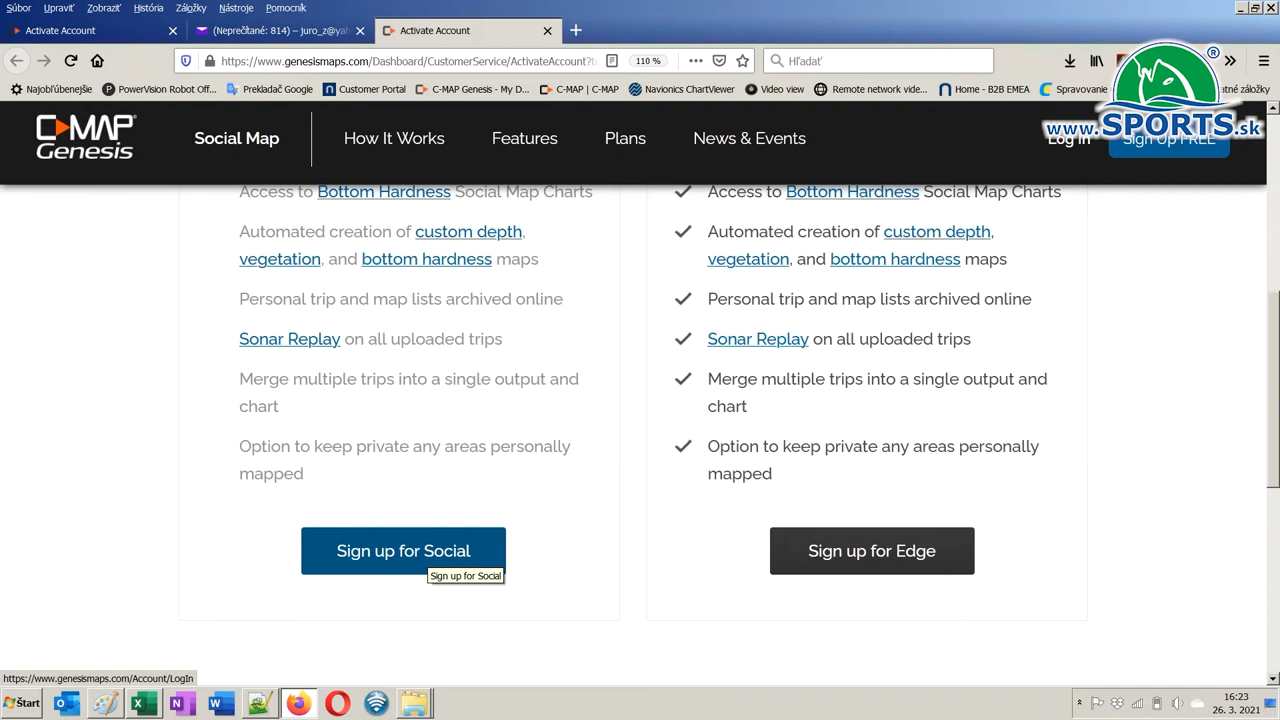 Súbor Upraviť Zobraziť História Záložky Nástroje Pomocník
Activate Account
(Neprečítané: 814) – juro_z@yah
Activate Account
https://www.genesismaps.com/Dashboard/CustomerService/ActivateAccount?t
110 %
Hľadať
Najobľúbenejšie
PowerVision Robot Off...
Prekladač Google
Customer Portal
C-MAP Genesis - My D...
C-MAP | C-MAP
Navionics ChartViewer
Video view
Remote network vide...
Home - B2B EMEA
Spravovanie
tné záložky
www.SPORTS.sk
C-MAP Genesis
Social Map
How It Works
Features
Plans
News & Events
Log In
Sign Up FREE
Access to Bottom Hardness Social Map Charts
Automated creation of custom depth,
vegetation, and bottom hardness maps
Personal trip and map lists archived online
Sonar Replay on all uploaded trips
Merge multiple trips into a single output and
chart
Option to keep private any areas personally
mapped
Sign up for Social
Sign up for Social
Access to Bottom Hardness Social Map Charts
Automated creation of custom depth,
vegetation, and bottom hardness maps
Personal trip and map lists archived online
Sonar Replay on all uploaded trips
Merge multiple trips into a single output and
chart
Option to keep private any areas personally
mapped
Sign up for Edge
https://www.genesismaps.com/Account/LogIn
Štart
16:23
26. 3. 2021